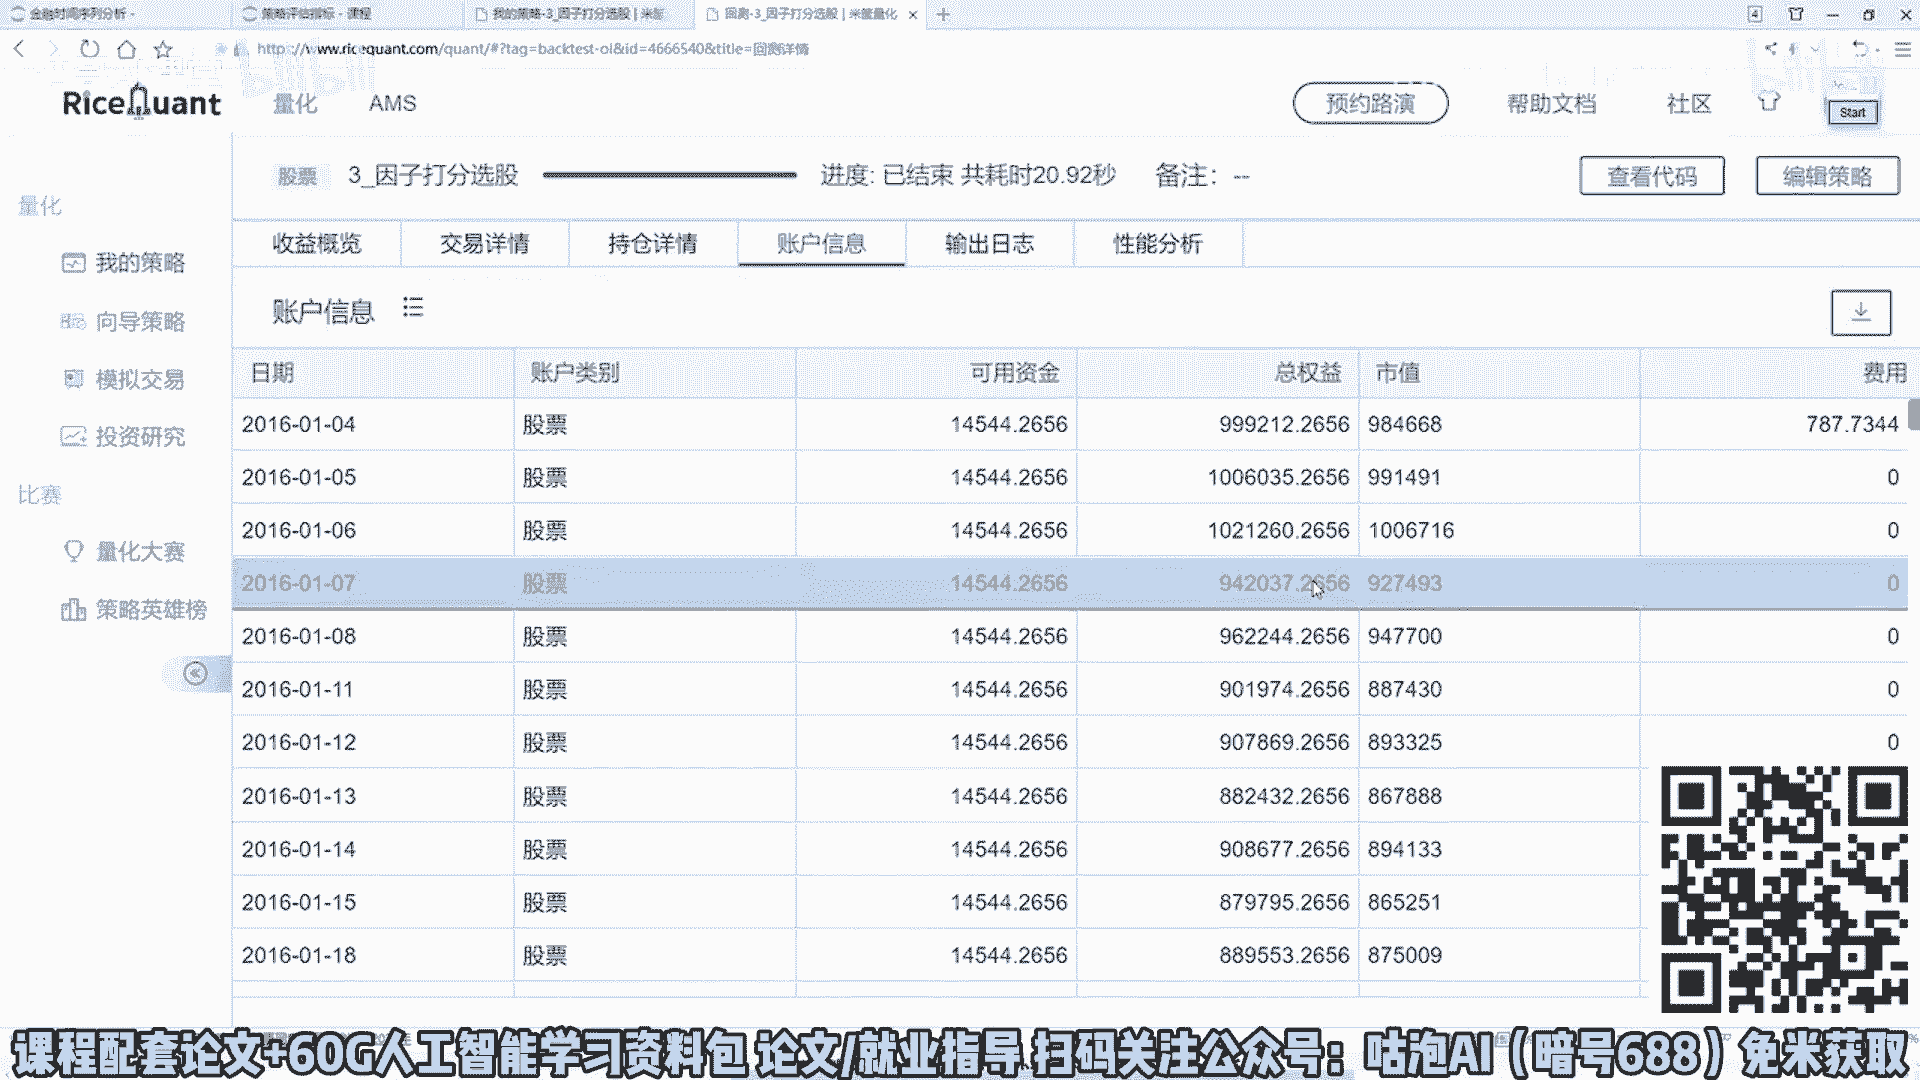 金融时间序列分析 -
策略评估指标 - 课程
我的策略-3_因子打分选股 | 米筐
回测-3_因子打分选股 | 米筐量化
4
https://www.ricequant.com/quant/#?tag=backtest-oi&id=4666540&title=回测详情
RiceQuant
量化
AMS
预约路演
帮助文档
社区
Start
股票
3_因子打分选股
进度: 已结束 共耗时20.92秒
备注: --
查看代码
编辑策略
量化
我的策略
向导策略
模拟交易
投资研究
比赛
量化大赛
策略英雄榜
收益概览 交易详情 持仓详情 账户信息 输出日志 性能分析
账户信息
日期 账户类别 可用资金 总权益 市值 费用
2016-01-04 股票 14544.2656 999212.2656 984668 787.7344
2016-01-05 股票 14544.2656 1006035.2656 991491 0
2016-01-06 股票 14544.2656 1021260.2656 1006716 0
2016-01-07 股票 14544.2656 942037.2656 927493 0
2016-01-08 股票 14544.2656 962244.2656 947700 0
2016-01-11 股票 14544.2656 901974.2656 887430 0
2016-01-12 股票 14544.2656 907869.2656 893325 0
2016-01-13 股票 14544.2656 882432.2656 867888
2016-01-14 股票 14544.2656 908677.2656 894133
2016-01-15 股票 14544.2656 879795.2656 865251
2016-01-18 股票 14544.2656 889553.2656 875009
课程配套论文+60G人工智能学习资料包 论文/就业指导 扫码关注公众号：咕泡AI（暗号688）免米获取